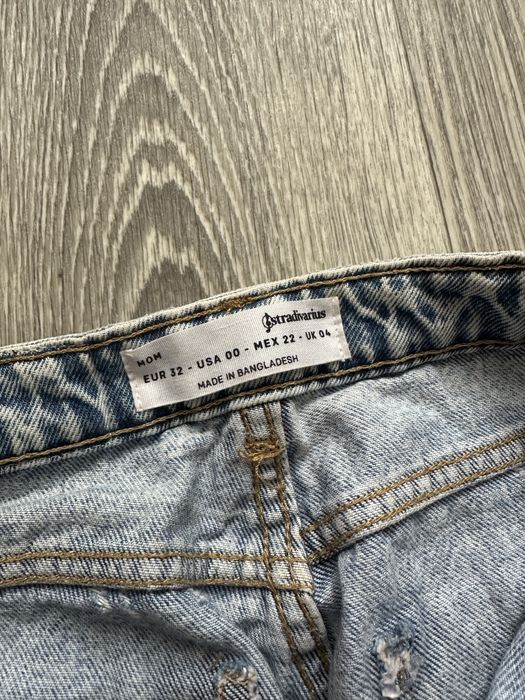 stradivarius
MOM
EUR 32 - USA 00 - MEX 22 - UK 04
MADE IN BANGLADESH